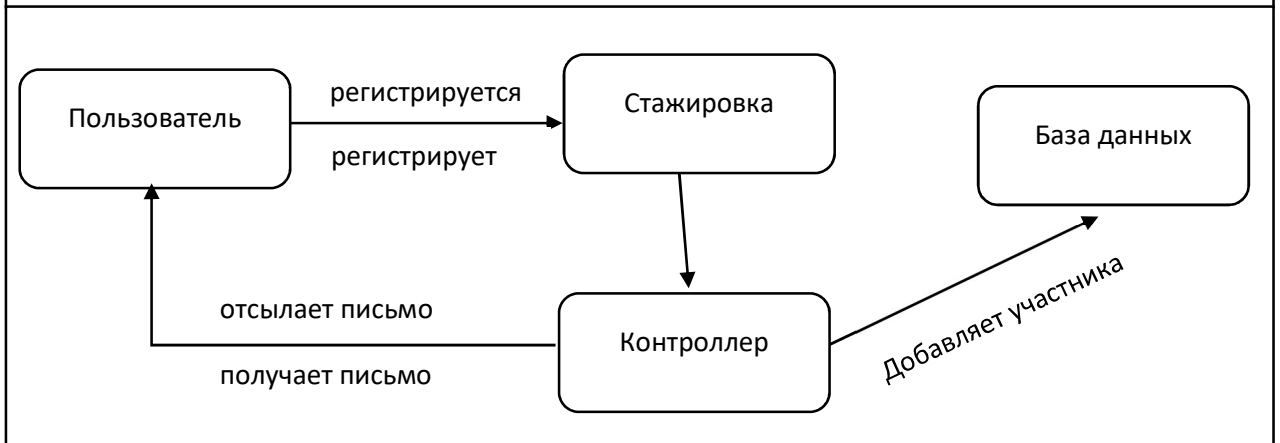 Пользователь
регистрируется
регистрирует
Стажировка
База данных
отсылает письмо
получает письмо
Контроллер
Добавляет участника